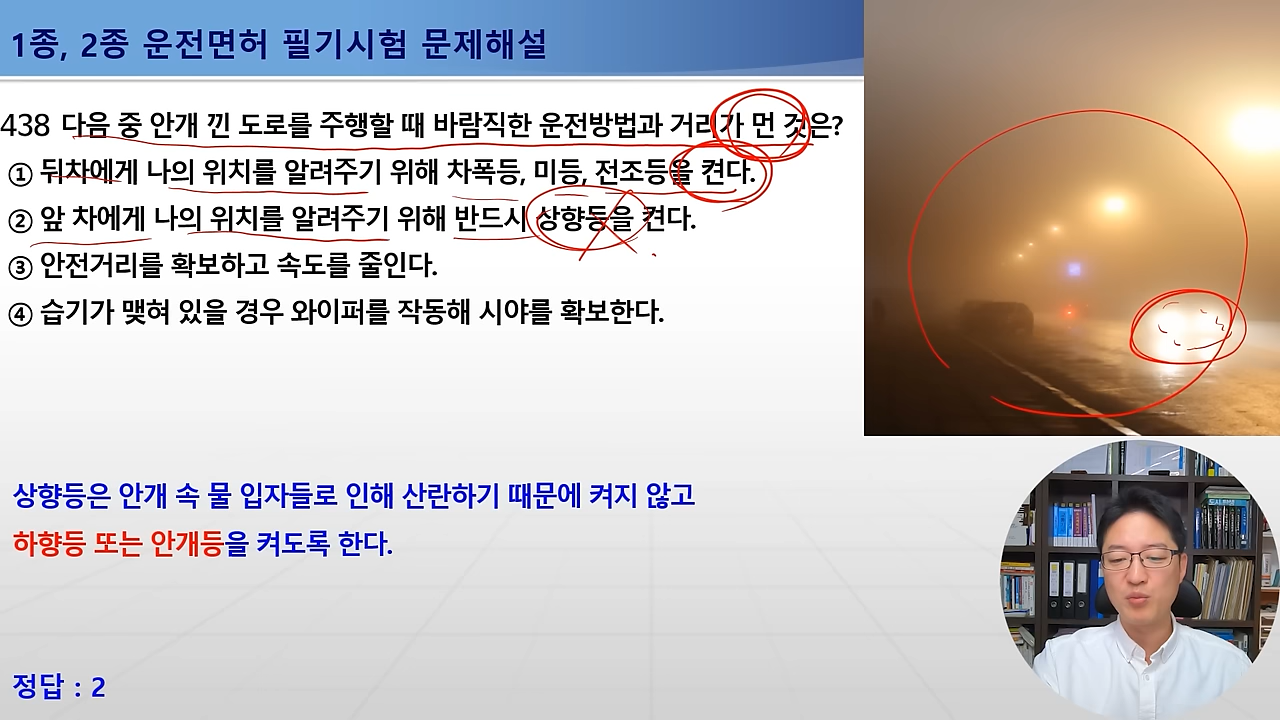 1종, 2종 운전면허 필기시험 문제해설
438 다음 중 안개 낀 도로를 주행할 때 바람직한 운전방법과 거리가 먼 것은?
① 뒤차에게 나의 위치를 알려주기 위해 차폭등, 미등, 전조등을 켠다.
② 앞 차에게 나의 위치를 알려주기 위해 반드시 상향등을 켠다.
③ 안전거리를 확보하고 속도를 줄인다.
④ 습기가 맺혀 있을 경우 와이퍼를 작동해 시야를 확보한다.
상향등은 안개 속 물 입자들로 인해 산란하기 때문에 켜지 않고
하향등 또는 안개등을 켜도록 한다.
정답 : 2